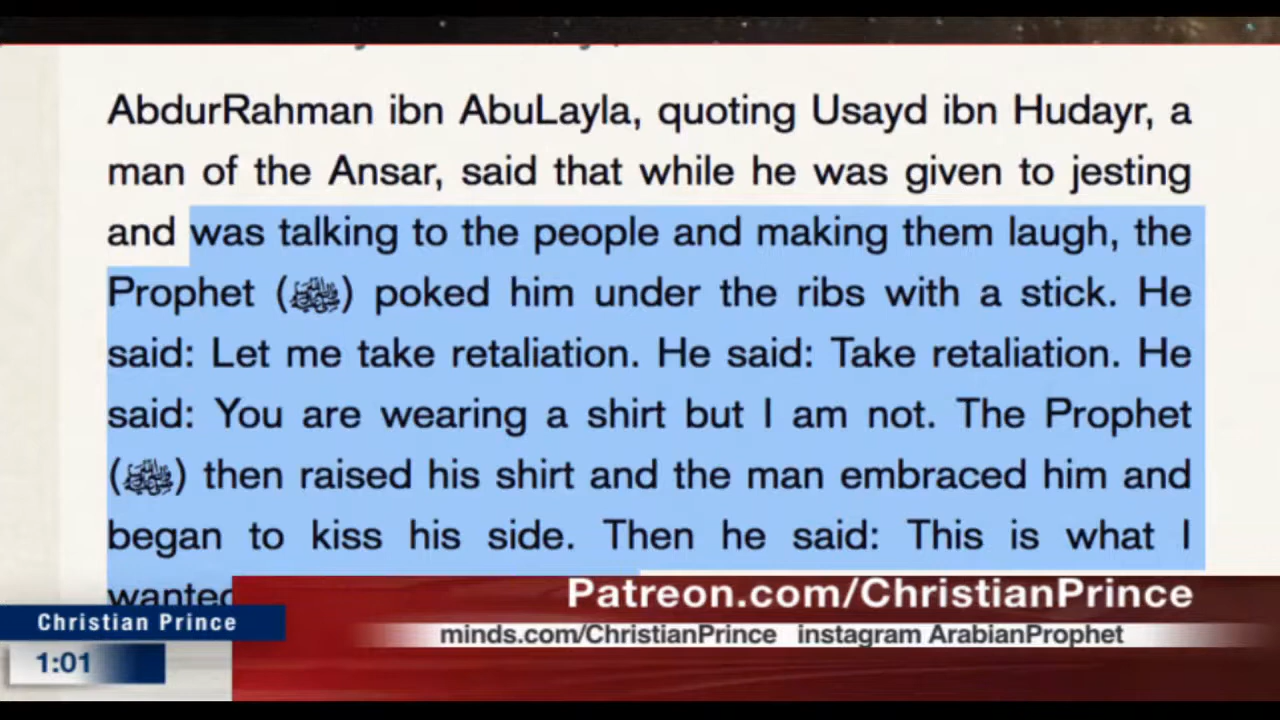 AbdurRahman ibn AbuLayla, quoting Usayd ibn Hudayr, a
man of the Ansar, said that while he was given to jesting
and was talking to the people and making them laugh, the
Prophet (ﷺ) poked him under the ribs with a stick. He
said: Let me take retaliation. He said: Take retaliation. He
said: You are wearing a shirt but I am not. The Prophet
(ﷺ) then raised his shirt and the man embraced him and
began to kiss his side. Then he said: This is what I
wanted
Patreon.com/ChristianPrince
Christian Prince
minds.com/ChristianPrince instagram ArabianProphet
1:01